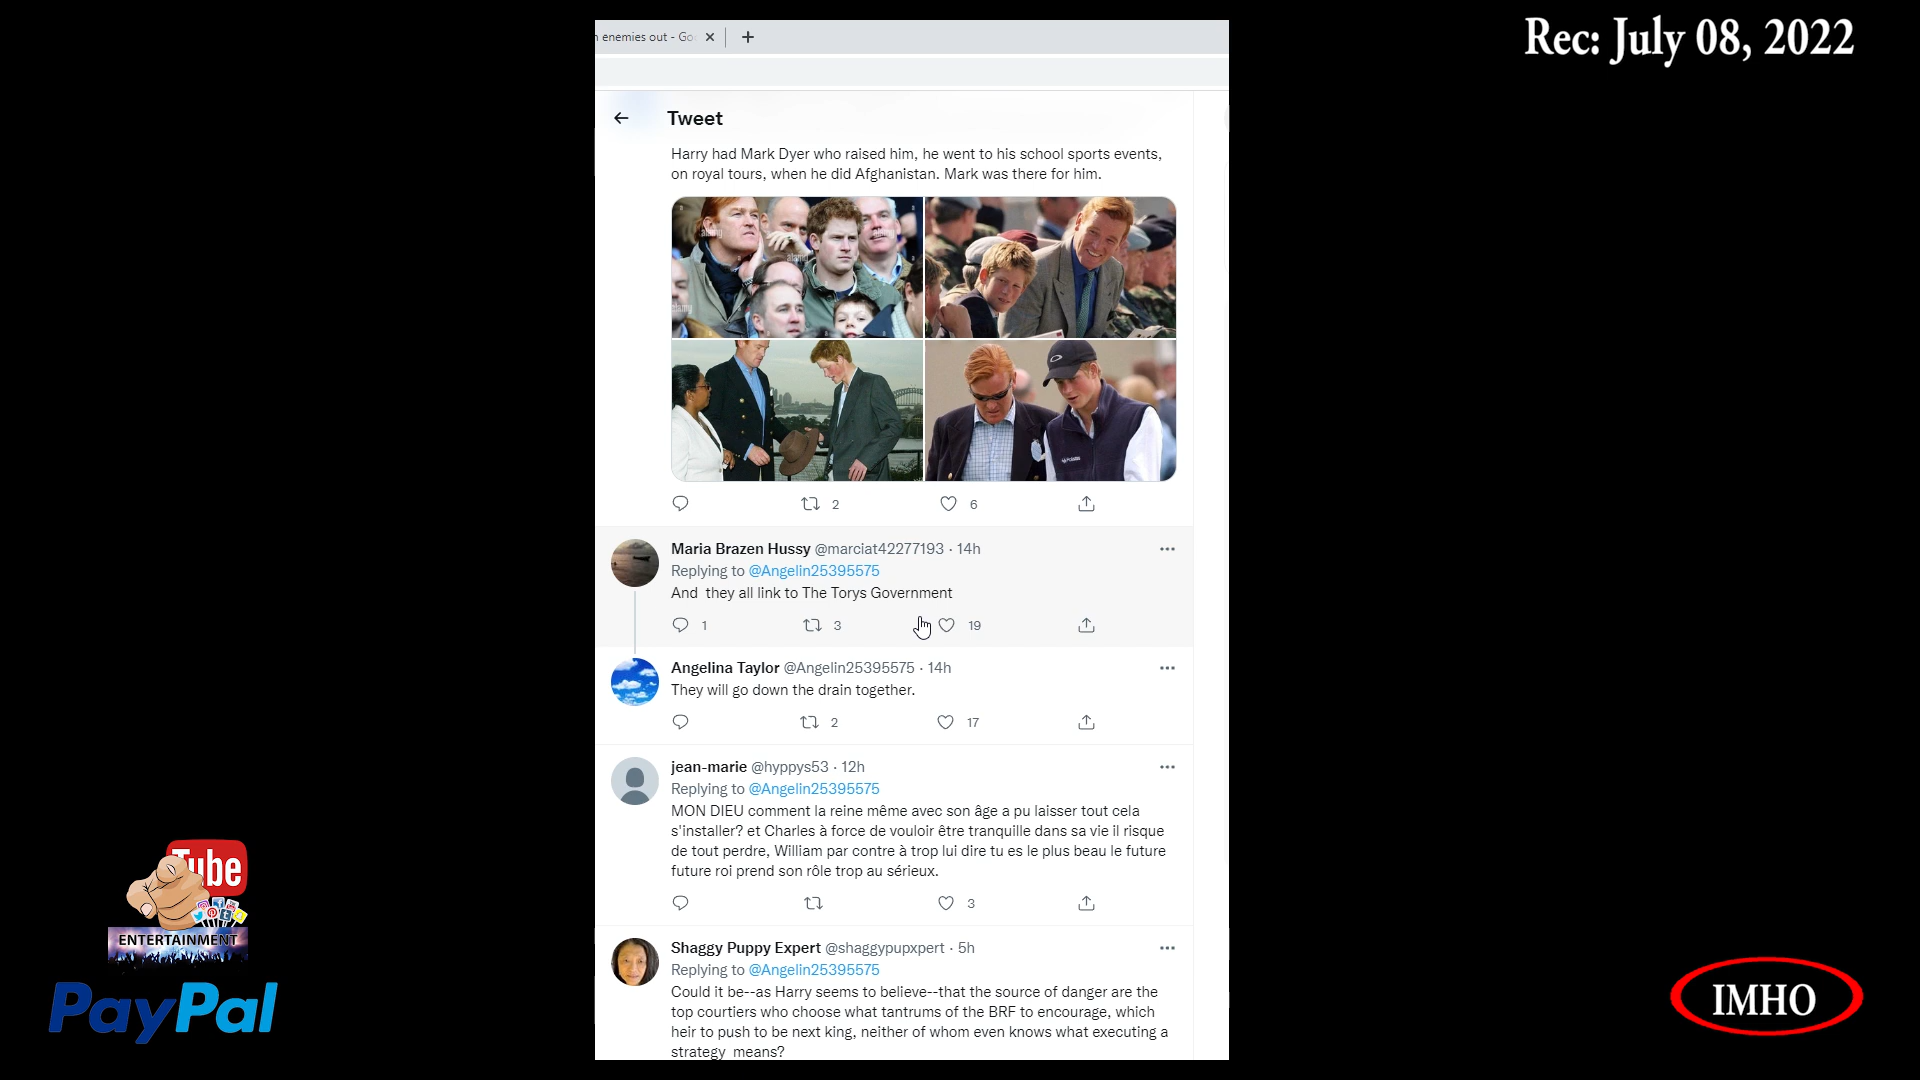 Rec: July 08, 2022
enemies out - Go
Tweet
Harry had Mark Dyer who raised him, he went to his school sports events,
on royal tours, when he did Afghanistan. Mark was there for him.
alamy
alamy
alamy
2
6
Maria Brazen Hussy @marciat42277193 · 14h
Replying to @Angelin25395575
And they all link to The Torys Government
1
3
19
Angelina Taylor @Angelin25395575 · 14h
They will go down the drain together.
2
17
jean-marie @hyppys53 · 12h
Replying to @Angelin25395575
MON DIEU comment la reine même avec son âge a pu laisser tout cela
s'installer? et Charles à force de vouloir être tranquille dans sa vie il risque
de tout perdre, William par contre à trop lui dire tu es le plus beau le future
future roi prend son rôle trop au sérieux.
3
Shaggy Puppy Expert @shaggypupxpert · 5h
Replying to @Angelin25395575
Could it be--as Harry seems to believe--that the source of danger are the
top courtiers who choose what tantrums of the BRF to encourage, which
heir to push to be next king, neither of whom even knows what executing a
strategy means?
Tube
ENTERTAINMENT
PayPal
IMHO